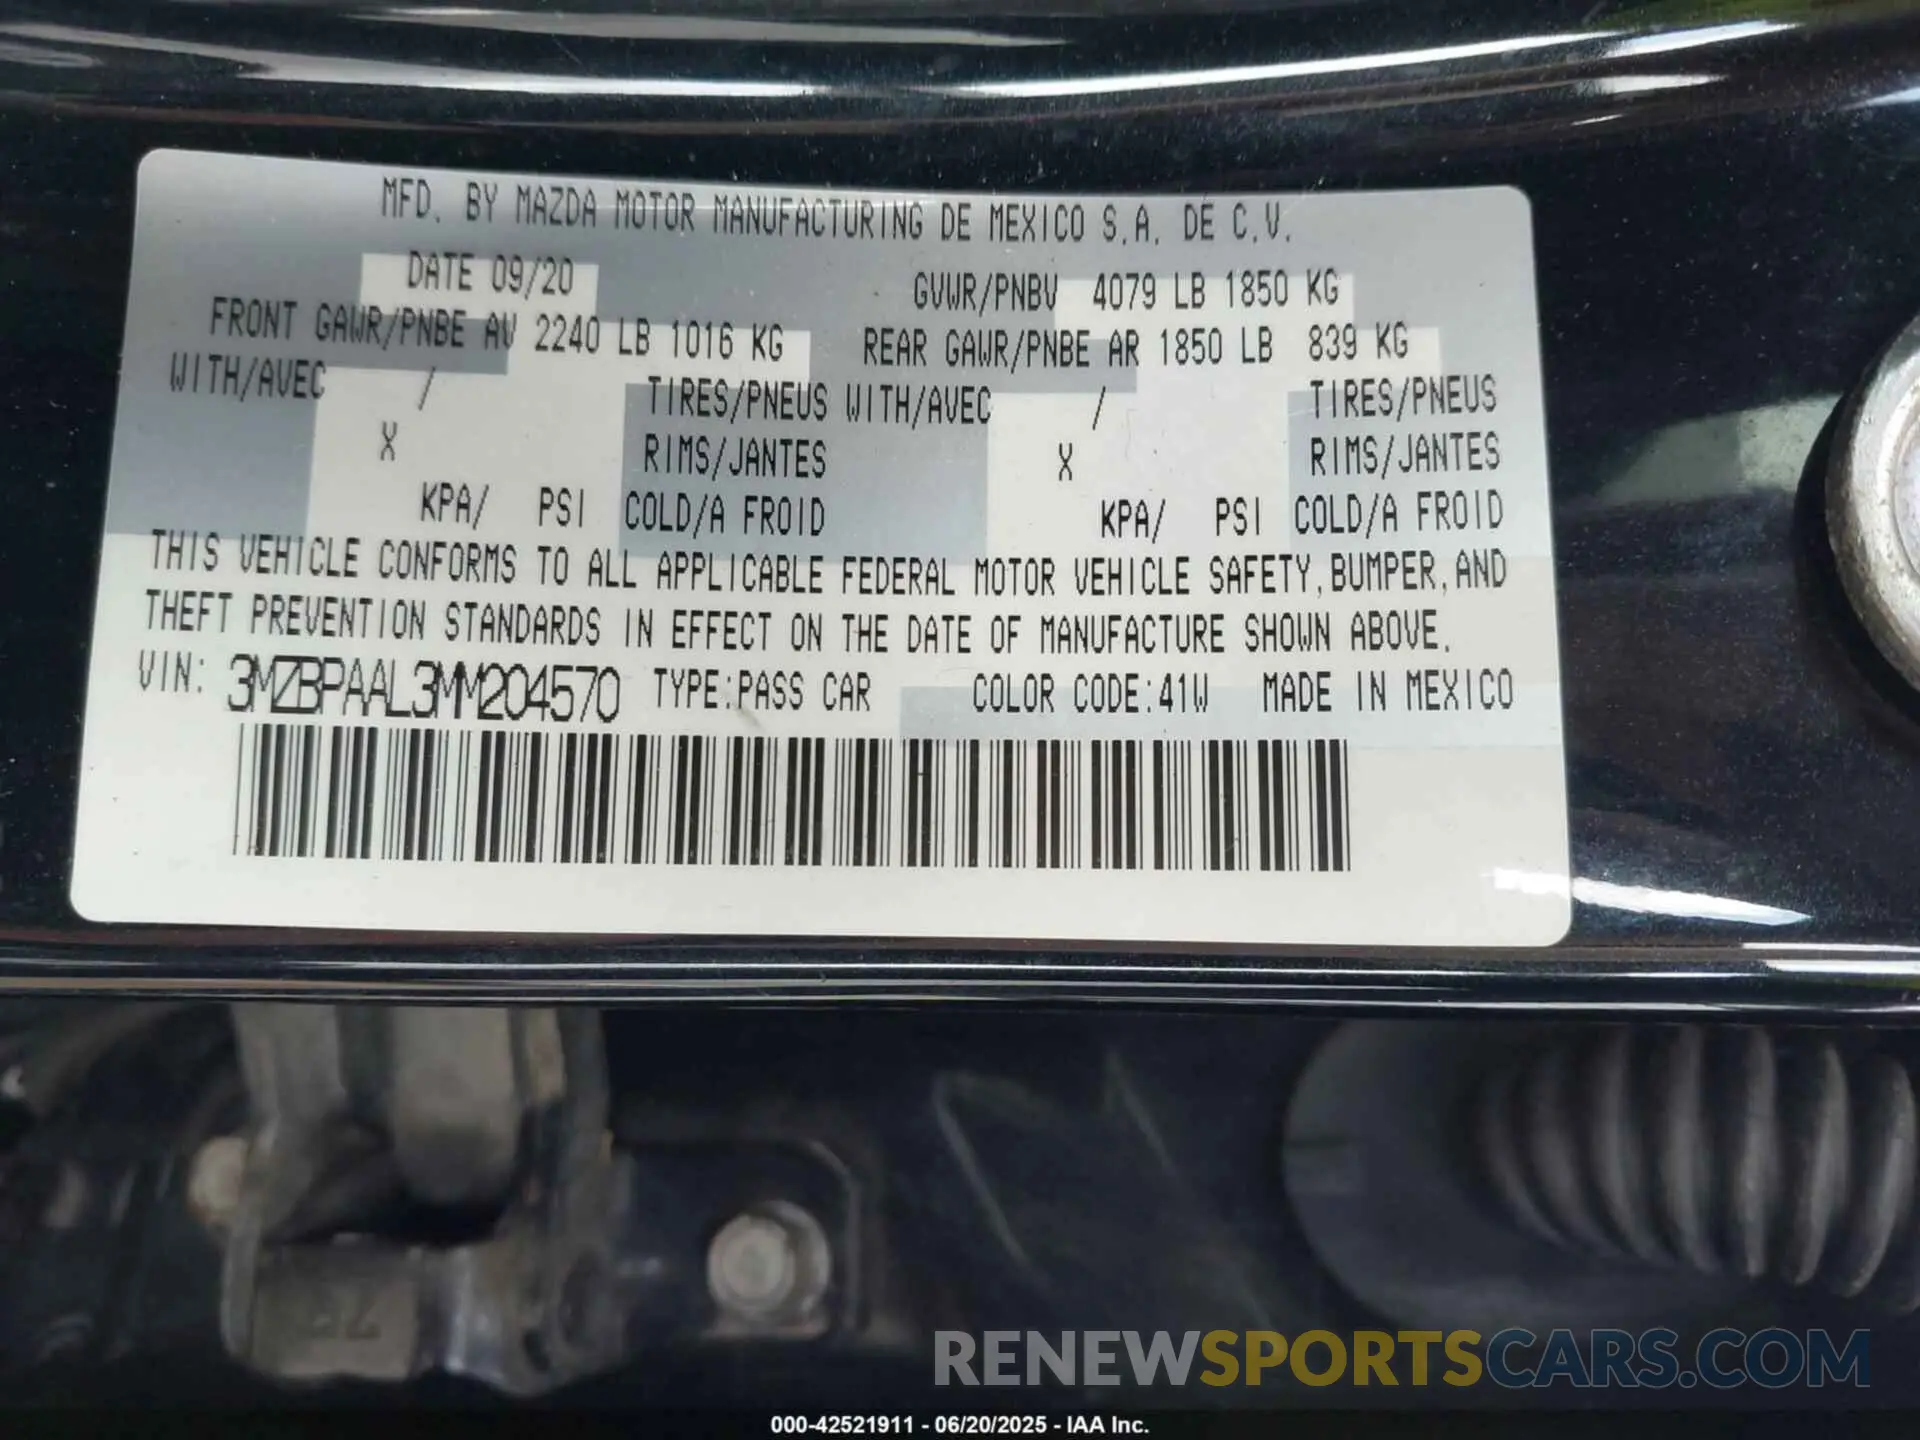 MFD. BY MAZDA MOTOR MANUFACTURING DE MEXICO S.A. DE C.V.
DATE 09/20 GVWR/PNBV 4079 LB 1850 KG
FRONT GAWR/PNBE AV 2240 LB 1016 KG REAR GAWR/PNBE AR 1850 LB 839 KG
WITH/AVEC / TIRES/PNEUS WITH/AVEC / TIRES/PNEUS
X RIMS/JANTES X RIMS/JANTES
KPA/ PSI COLD/A FROID KPA/ PSI COLD/A FROID
THIS VEHICLE CONFORMS TO ALL APPLICABLE FEDERAL MOTOR VEHICLE SAFETY, BUMPER, AND
THEFT PREVENTION STANDARDS IN EFFECT ON THE DATE OF MANUFACTURE SHOWN ABOVE.
VIN: 3MZBPAAL3MM204570 TYPE:PASS CAR COLOR CODE:41W MADE IN MEXICO
RENEWSPORTSCARS.COM
000-42521911 - 06/20/2025 - IAA Inc.